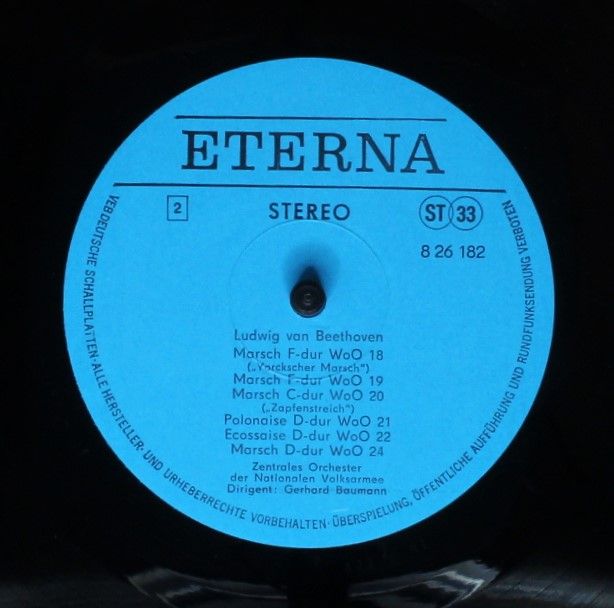 ETERNA
2 STEREO ST 33
8 26 182
Ludwig van Beethoven
Marsch F-dur WoO 18
(„Yorckscher Marsch")
Marsch F-dur WoO 19
Marsch C-dur WoO 20
(„Zapfenstreich")
Polonaise D-dur WoO 21
Ecossaise D-dur WoO 22
Marsch D-dur WoO 24
Zentrales Orchester
der Nationalen Volksarmee
Dirigent: Gerhard Baumann
VEB DEUTSCHE SCHALLPLATTEN · ALLE HERSTELLER- UND URHEBERRECHTE VORBEHALTEN · ÜBERSPIELUNG, ÖFFENTLICHE AUFFÜHRUNG UND RUNDFUNKSENDUNG VERBOTEN